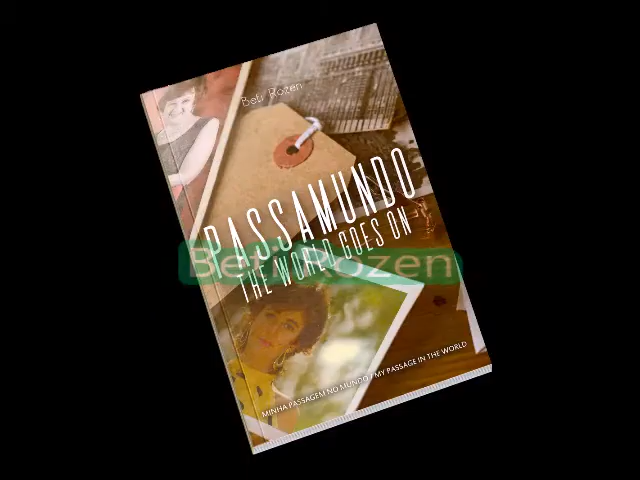 Beti Rozen
PASSAMUNDO
THE WORLD GOES ON
Beti Rozen
MINHA PASSAGEM NO MUNDO / MY PASSAGE IN THE WORLD